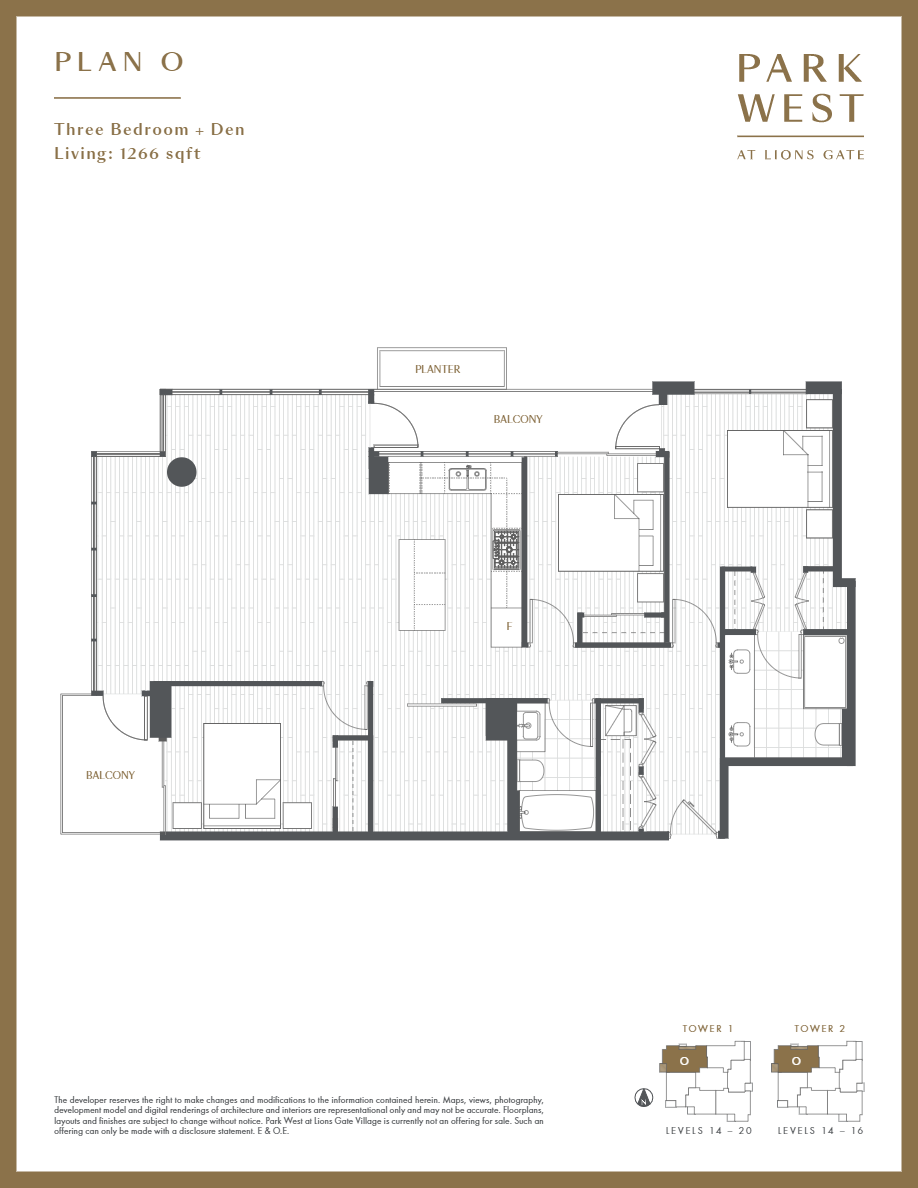 PLAN O
Three Bedroom + Den
Living: 1266 sqft
PARK
WEST
AT LIONS GATE
PLANTER
BALCONY
F
BALCONY
TOWER 1
TOWER 2
O
O
LEVELS 14 – 20
LEVELS 14 – 16
The developer reserves the right to make changes and modifications to the information contained herein. Maps, views, photography,
development model and digital renderings of architecture and interiors are representational only and may not be accurate. Floorplans,
layouts and finishes are subject to change without notice. Park West at Lions Gate Village is currently not an offering for sale. Such an
offering can only be made with a disclosure statement. E & O.E.